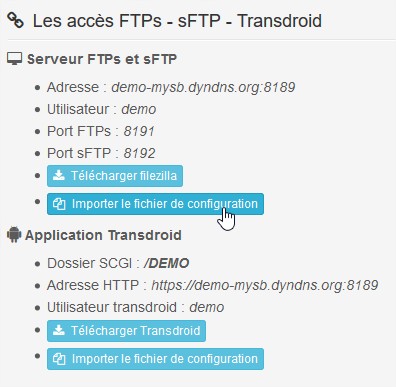 Les accès FTPs - sFTP - Transdroid
Serveur FTPs et sFTP
Adresse : demo-mysb.dyndns.org:8189
Utilisateur : demo
Port FTPs : 8191
Port sFTP : 8192
Télécharger filezilla
Importer le fichier de configuration
Application Transdroid
Dossier SCGI : /DEMO
Adresse HTTP : https://demo-mysb.dyndns.org:8189
Utilisateur transdroid : demo
Télécharger Transdroid
Importer le fichier de configuration